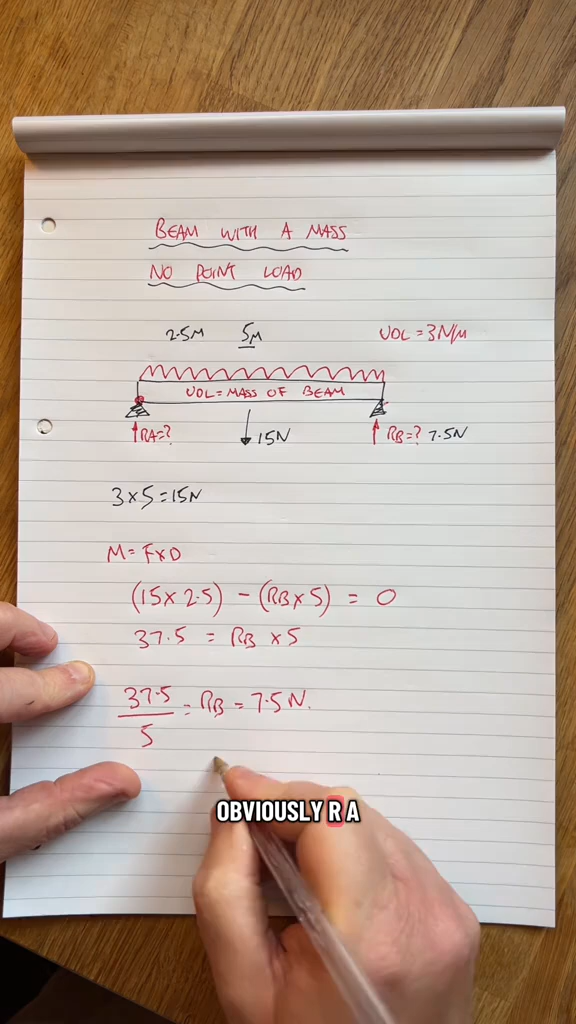 BEAM WITH A MASS
NO POINT LOAD
2.5M 5M UDL = 3N/M
UDL = MASS OF BEAM
RA=? 15N RB=? 7.5N
3 x 5 = 15N
M = F x D
(15 x 2.5) - (RB x 5) = 0
37.5 = RB x 5
37.5
5
= RB = 7.5 N.
OBVIOUSLY R A